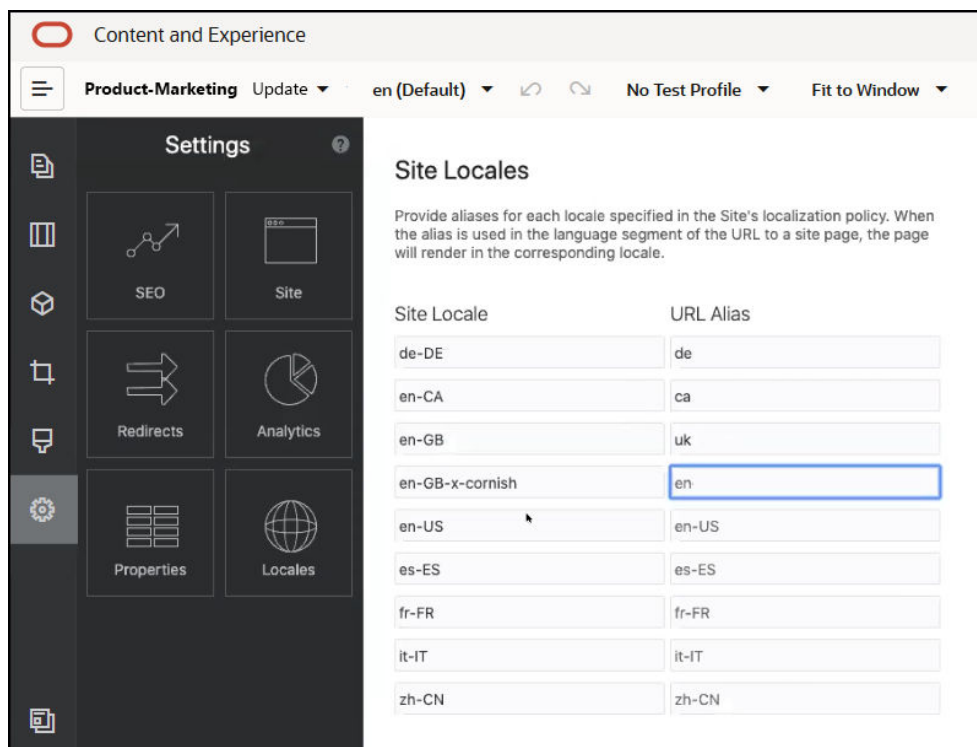 Content and Experience
Product-Marketing Update en (Default) No Test Profile Fit to Window
Settings ?
SEO Site
Redirects Analytics
Properties Locales
Site Locales
Provide aliases for each locale specified in the Site's localization policy. When
the alias is used in the language segment of the URL to a site page, the page
will render in the corresponding locale.
Site Locale URL Alias
de-DE de
en-CA ca
en-GB uk
en-GB-x-cornish en
en-US en-US
es-ES es-ES
fr-FR fr-FR
it-IT it-IT
zh-CN zh-CN